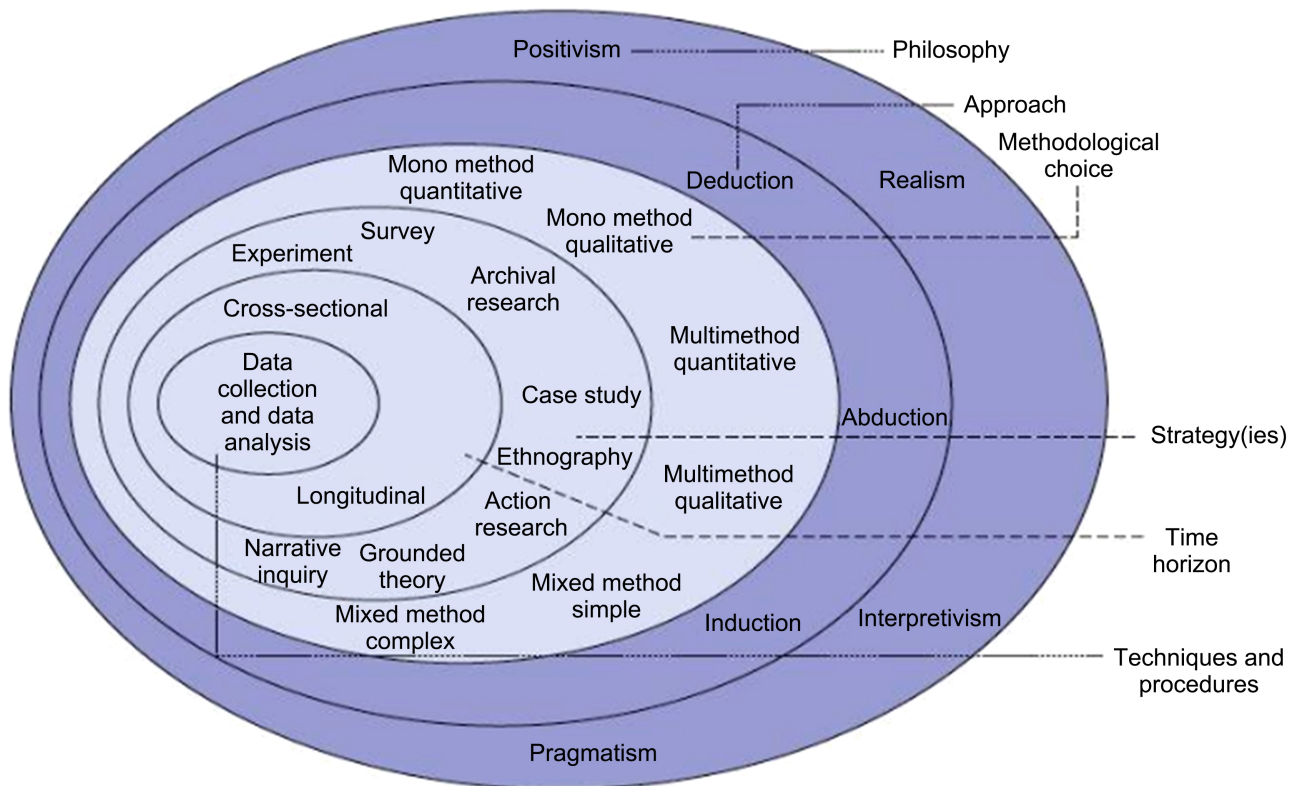 Positivism
Philosophy
Approach
Methodological
choice
Mono method
quantitative
Deduction
Realism
Mono method
qualitative
Survey
Experiment
Archival
research
Cross-sectional
Multimethod
quantitative
Data
collection
and data
analysis
Case study
Abduction
Strategy(ies)
Ethnography
Multimethod
qualitative
Longitudinal
Action
research
Time
horizon
Narrative
inquiry
Grounded
theory
Mixed method
simple
Mixed method
complex
Induction
Interpretivism
Techniques and
procedures
Pragmatism